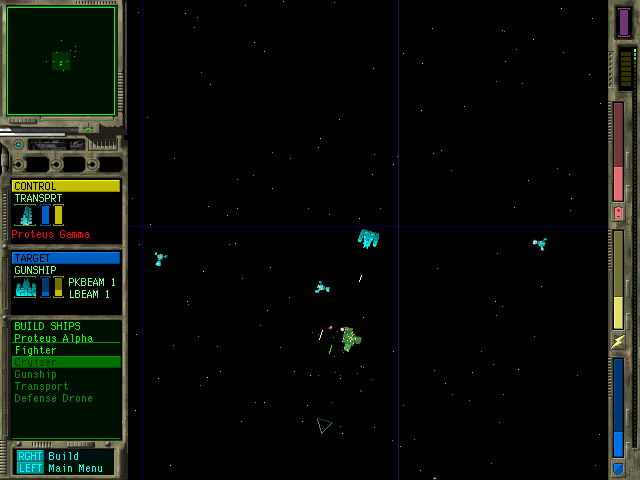 CONTROL
TRANSPRT
Proteus Gamma
TARGET
GUNSHIP
PKBEAM 1
LBEAM 1
BUILD SHIPS
Proteus Alpha
Fighter
Cruiser
Gunship
Transport
Defense Drone
RGHT Build
LEFT Main Menu